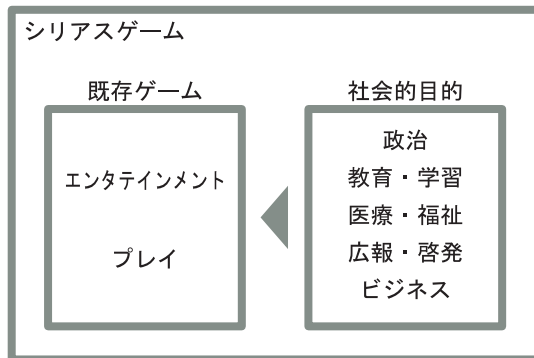 シリアスゲーム
既存ゲーム
エンタテインメント
プレイ
社会的目的
政治
教育・学習
医療・福祉
広報・啓発
ビジネス